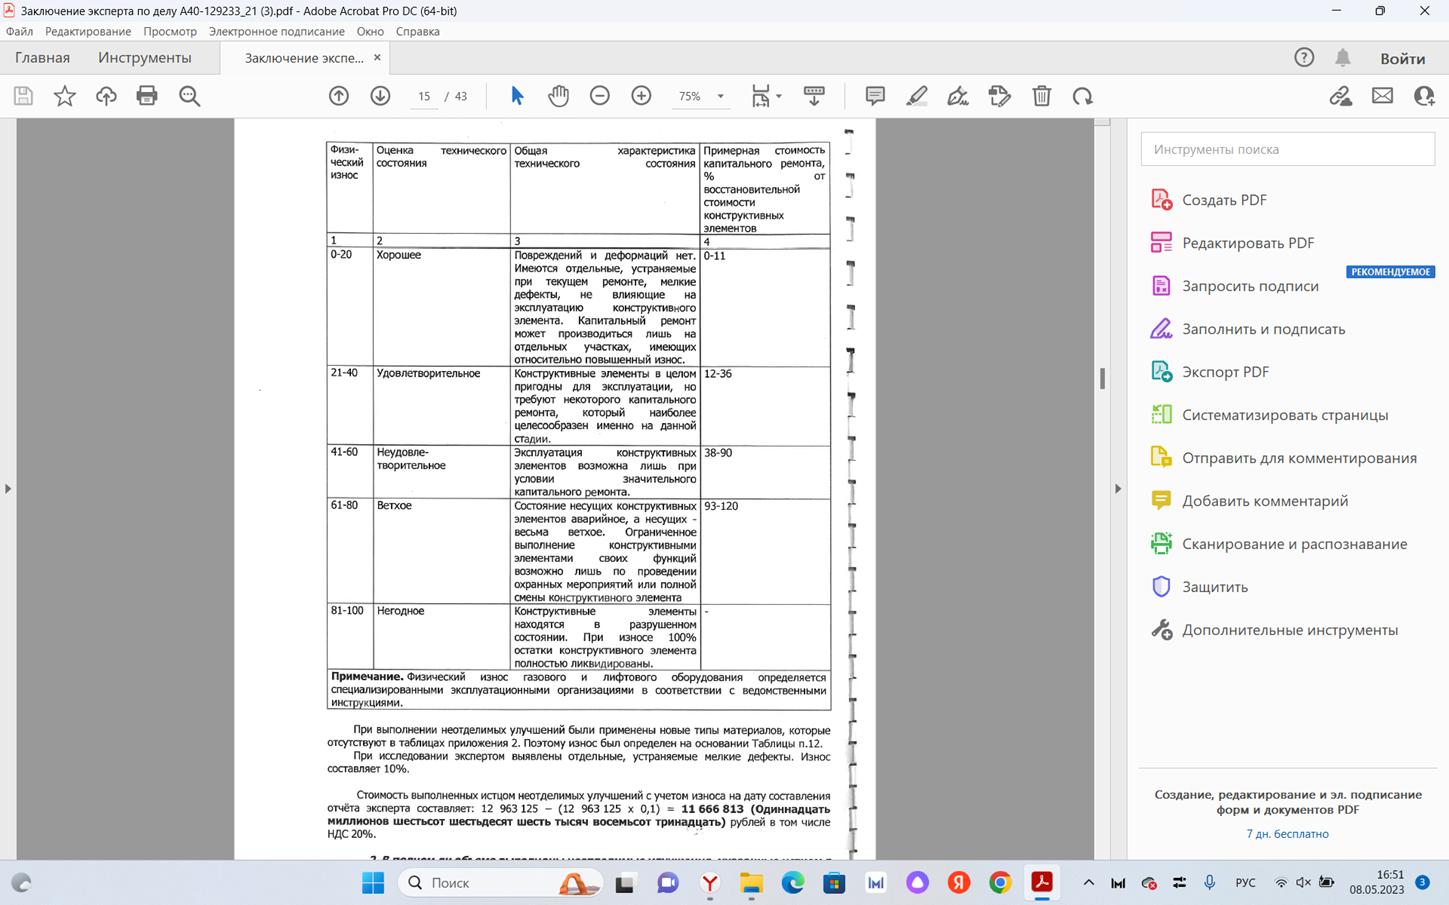 Заключение эксперта по делу А40-129233_21 (3).pdf - Adobe Acrobat Pro DC (64-bit)
Файл Редактирование Просмотр Электронное подписание Окно Справка
Главная Инструменты Заключение экспе... × Войти
15 / 43 75%
Физи-
ческий
износ
Оценка технического
состояния
Общая характеристика
технического состояния
Примерная стоимость
капитального ремонта,
% от
восстановительной
стоимости
конструктивных
элементов
1 2 3 4
0-20 Хорошее
Повреждений и деформаций нет.
Имеются отдельные, устраняемые
при текущем ремонте, мелкие
дефекты, не влияющие на
эксплуатацию конструктивного
элемента. Капитальный ремонт
может производиться лишь на
отдельных участках, имеющих
относительно повышенный износ.
0-11
21-40 Удовлетворительное
Конструктивные элементы в целом
пригодны для эксплуатации, но
требуют некоторого капитального
ремонта, который наиболее
целесообразен именно на данной
стадии.
12-36
41-60 Неудовле-
творительное
Эксплуатация конструктивных
элементов возможна лишь при
условии значительного
капитального ремонта.
38-90
61-80 Ветхое
Состояние несущих конструктивных
элементов аварийное, а несущих -
весьма ветхое. Ограниченное
выполнение конструктивными
элементами своих функций
возможно лишь по проведении
охранных мероприятий или полной
смены конструктивного элемента
93-120
81-100 Негодное
Конструктивные элементы
находятся в разрушенном
состоянии. При износе 100%
остатки конструктивного элемента
полностью ликвидированы.
-
Примечание. Физический износ газового и лифтового оборудования определяется
специализированными эксплуатационными организациями в соответствии с ведомственными
инструкциями.
При выполнении неотделимых улучшений были применены новые типы материалов, которые
отсутствуют в таблицах приложения 2. Поэтому износ был определен на основании Таблицы п.12.
При исследовании экспертом выявлены отдельные, устраняемые мелкие дефекты. Износ
составляет 10%.
Стоимость выполненных истцом неотделимых улучшений с учетом износа на дату составления
отчёта эксперта составляет: 12 963 125 – (12 963 125 х 0,1) = 11 666 813 (Одиннадцать
миллионов шестьсот шестьдесят шесть тысяч восемьсот тринадцать) рублей в том числе
НДС 20%.
Инструменты поиска
Создать PDF
Редактировать PDF
РЕКОМЕНДУЕМОЕ
Запросить подписи
Заполнить и подписать
Экспорт PDF
Систематизировать страницы
Отправить для комментирования
Добавить комментарий
Сканирование и распознавание
Защитить
Дополнительные инструменты
Создание, редактирование и эл. подписание
форм и документов PDF
7 дн. бесплатно
Поиск
РУС
16:51
08.05.2023
3